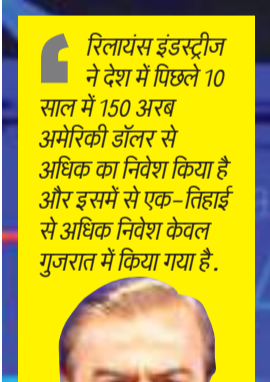 रिलायंस इंडस्ट्रीज
ने देश में पिछले 10
साल में 150 अरब
अमेरिकी डॉलर से
अधिक का निवेश किया है
और इसमें से एक-तिहाई
से अधिक निवेश केवल
गुजरात में किया गया है.